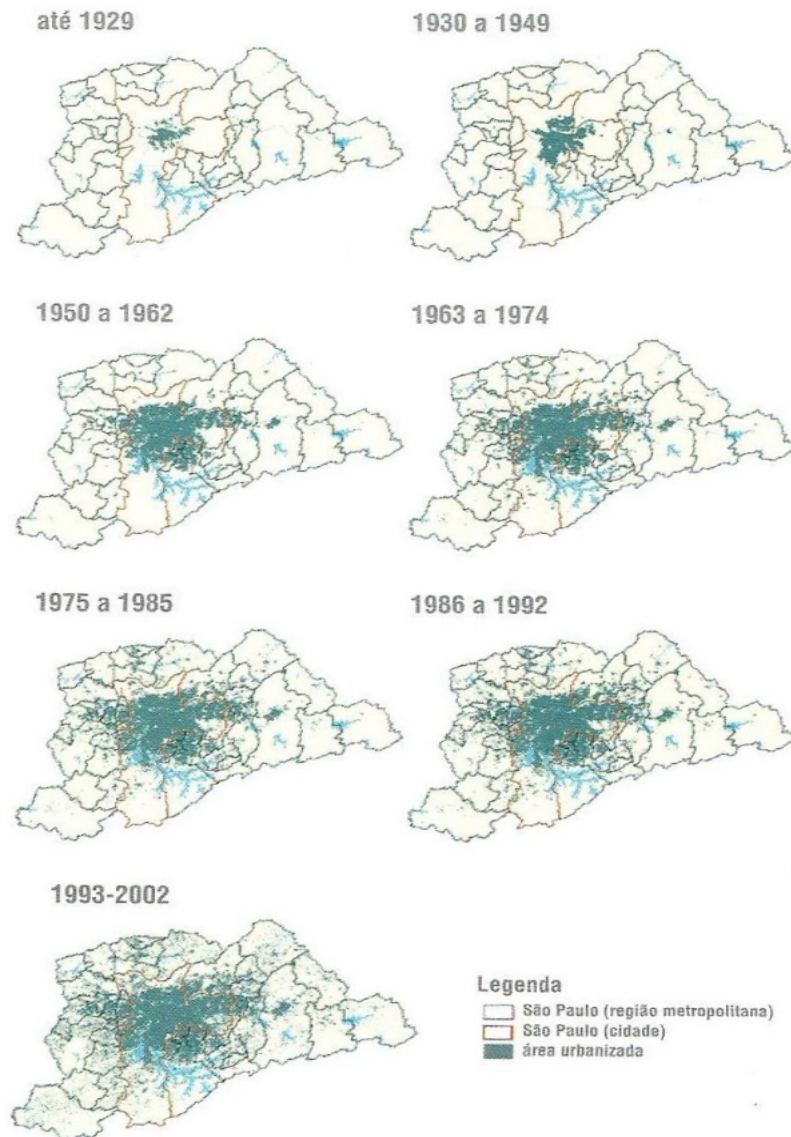 até 1929
1930 a 1949
1950 a 1962
1963 a 1974
1975 a 1985
1986 a 1992
1993-2002
Legenda
São Paulo (região metropolitana)
São Paulo (cidade)
área urbanizada